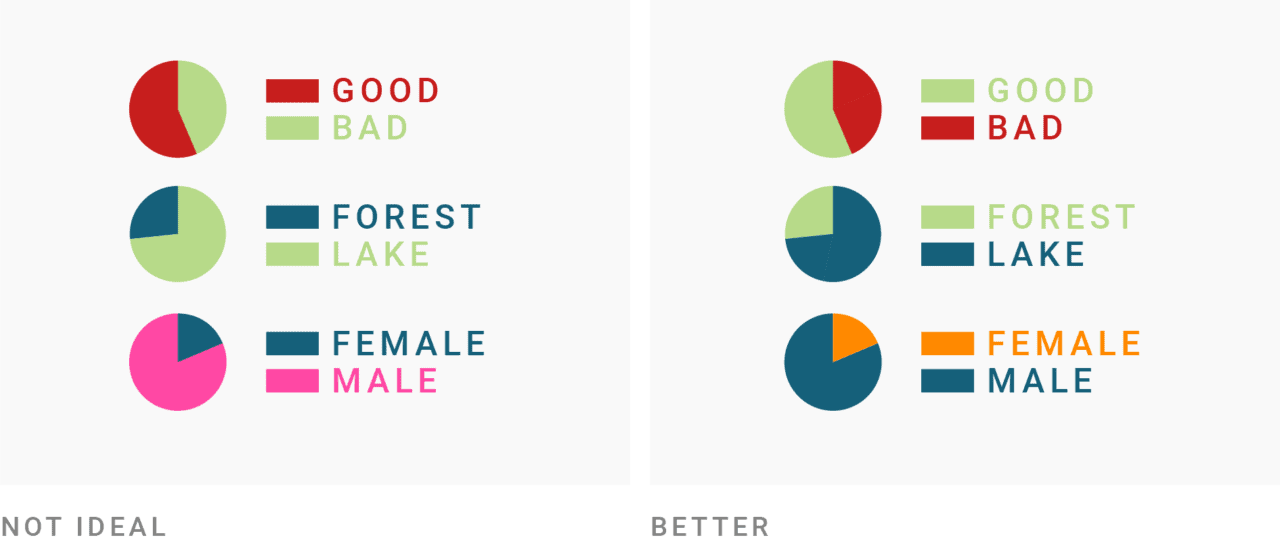 GOOD
BAD
FOREST
LAKE
FEMALE
MALE
NOT IDEAL
GOOD
BAD
FOREST
LAKE
FEMALE
MALE
BETTER